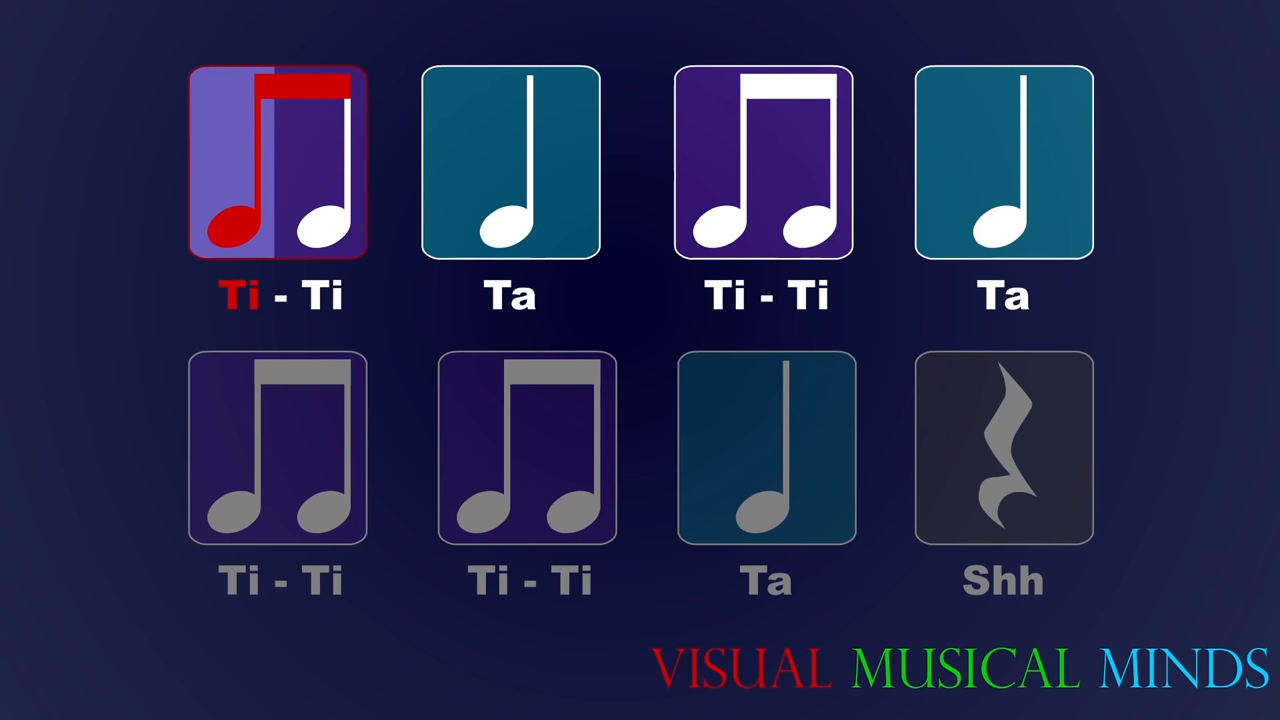 Ti - Ti Ta Ti - Ti Ta
Ti - Ti Ti - Ti Ta Shh
VISUAL MUSICAL MINDS